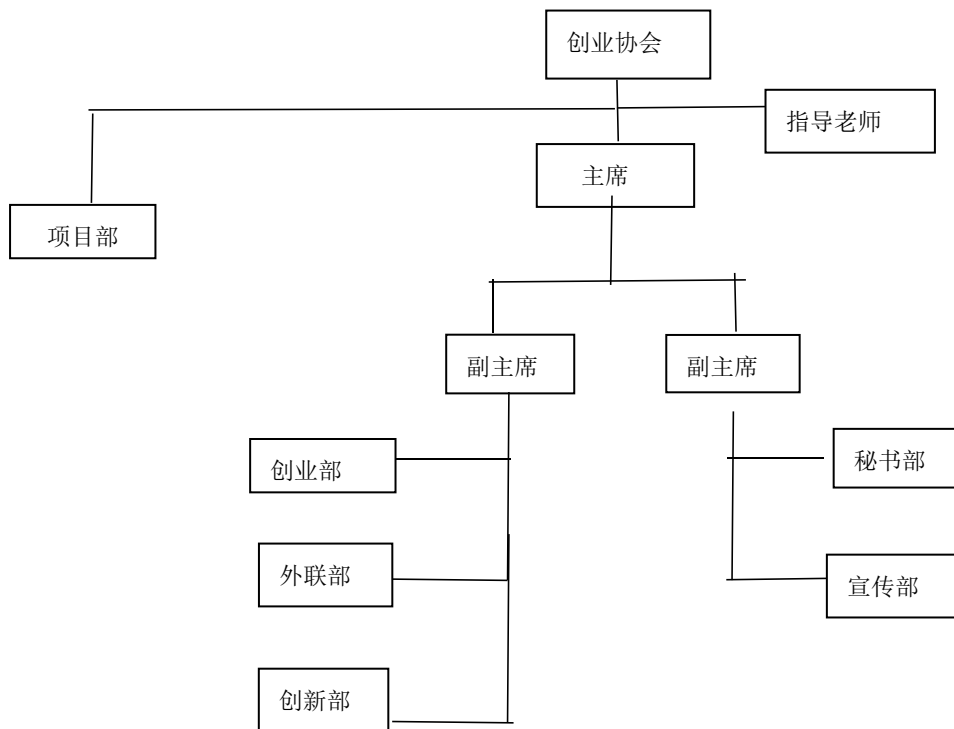 创业协会
指导老师
主席
项目部
副主席
副主席
创业部
秘书部
外联部
宣传部
创新部